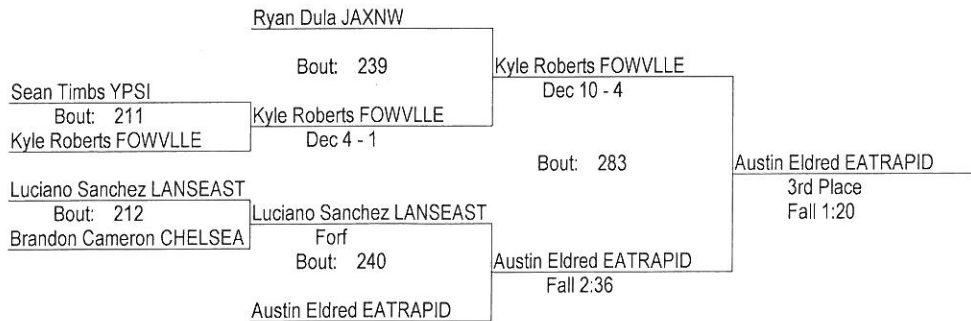 Ryan Dula JAXNW
Bout: 239
Kyle Roberts FOWVLLE
Dec 10 - 4
Sean Timbs YPSI
Bout: 211
Kyle Roberts FOWVLLE
Kyle Roberts FOWVLLE
Dec 4 - 1
Bout: 283
Austin Eldred EATRAPID
3rd Place
Fall 1:20
Luciano Sanchez LANSEAST
Bout: 212
Brandon Cameron CHELSEA
Luciano Sanchez LANSEAST
Forf
Bout: 240
Austin Eldred EATRAPID
Fall 2:36
Austin Eldred EATRAPID